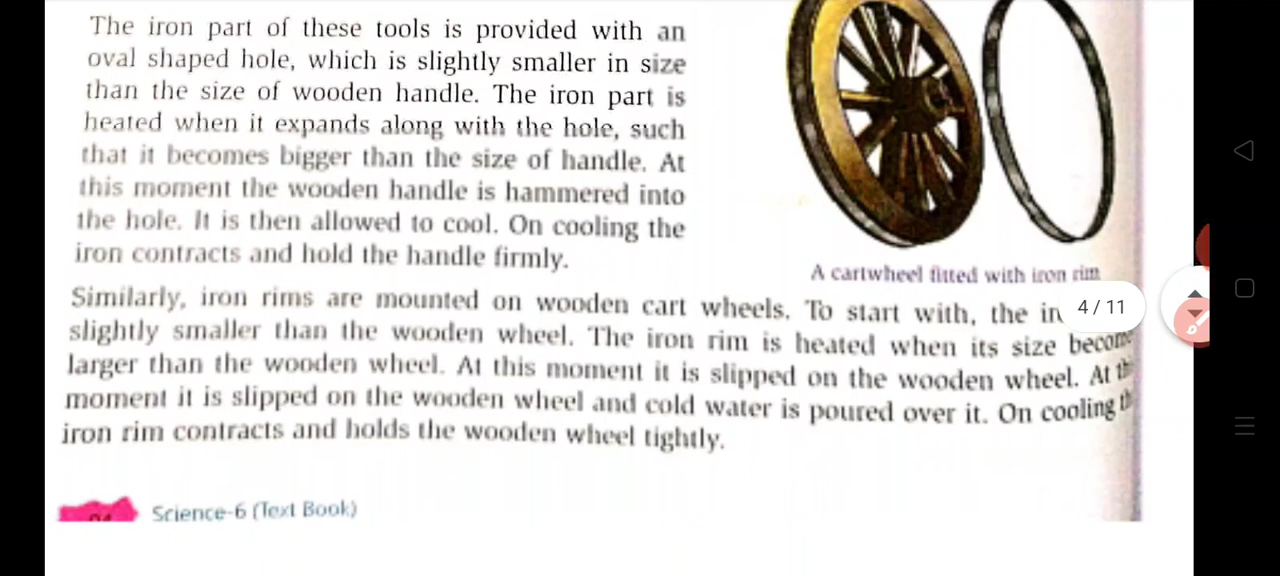 The iron part of these tools is provided with an
oval shaped hole, which is slightly smaller in size
than the size of wooden handle. The iron part is
heated when it expands along with the hole, such
that it becomes bigger than the size of handle. At
this moment the wooden handle is hammered into
the hole. It is then allowed to cool. On cooling the
iron contracts and hold the handle firmly.
A cartwheel fitted with iron rim
Similarly, iron rims are mounted on wooden cart wheels. To start with, the
4 / 11
slightly smaller than the wooden wheel. The iron rim is heated when its size
larger than the wooden wheel. At this moment it is slipped on the wooden wheel. At
moment it is slipped on the wooden wheel and cold water is poured over it. On cooling
iron rim contracts and holds the wooden wheel tightly.
Science-6 (Text Book)